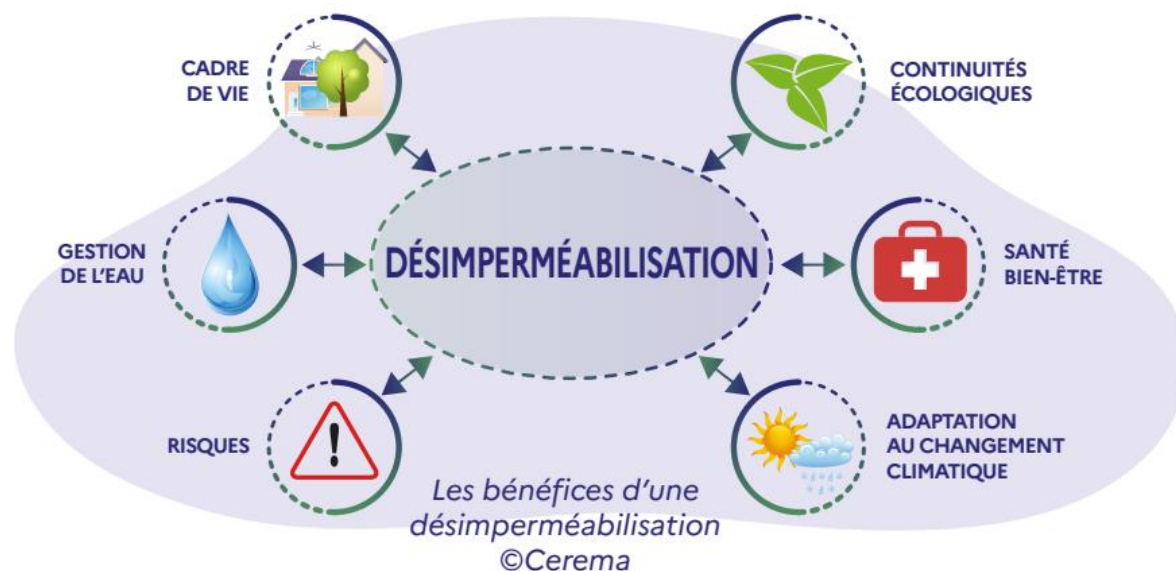 CADRE
DE VIE
CONTINUITÉS
ÉCOLOGIQUES
GESTION
DE L'EAU
DÉSIMPERMÉABILISATION
SANTÉ
BIEN-ÊTRE
RISQUES
ADAPTATION
AU CHANGEMENT
CLIMATIQUE
Les bénéfices d'une
désimperméabilisation
©Cerema